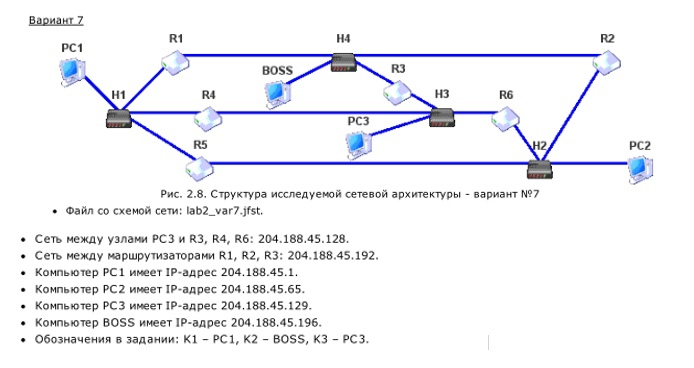 Вариант 7
PC1
R1
H4
R2
BOSS
R3
H1
R4
H3
R6
PC3
R5
H2
PC2
Рис. 2.8. Структура исследуемой сетевой архитектуры - вариант №7
• Файл со схемой сети: lab2_var7.jfst.
• Сеть между узлами PC3 и R3, R4, R6: 204.188.45.128.
• Сеть между маршрутизаторами R1, R2, R3: 204.188.45.192.
• Компьютер PC1 имеет IP-адрес 204.188.45.1.
• Компьютер PC2 имеет IP-адрес 204.188.45.65.
• Компьютер PC3 имеет IP-адрес 204.188.45.129.
• Компьютер BOSS имеет IP-адрес 204.188.45.196.
• Обозначения в задании: K1 – PC1, K2 – BOSS, K3 – PC3.